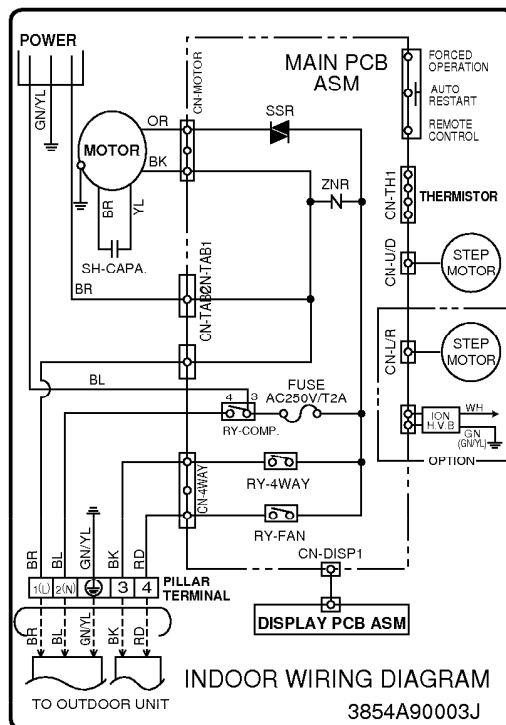 POWER
GN/YL
OR
MOTOR
BK
BR
YL
SH-CAPA.
BR
BL
CN-MOTOR
MAIN PCB
ASM
SSR
ZNR
CN-TAB1
CN-TAB2
FORCED
OPERATION
AUTO
RESTART
REMOTE
CONTROL
CN-TH1
THERMISTOR
CN-U/D
STEP
MOTOR
CN-L/R
STEP
MOTOR
ION
H.V.B
WH
GN
(GN/YL)
OPTION
4
3
RY-COMP.
FUSE
AC250V/T2A
CN-4WAY
RY-4WAY
RY-FAN
CN-DISP1
DISPLAY PCB ASM
BR
BL
GN/YL
BK
RD
1(L)
2(N)
3
4
PILLAR
TERMINAL
BR
BL
GN/YL
BK
RD
TO OUTDOOR UNIT
INDOOR WIRING DIAGRAM
3854A90003J